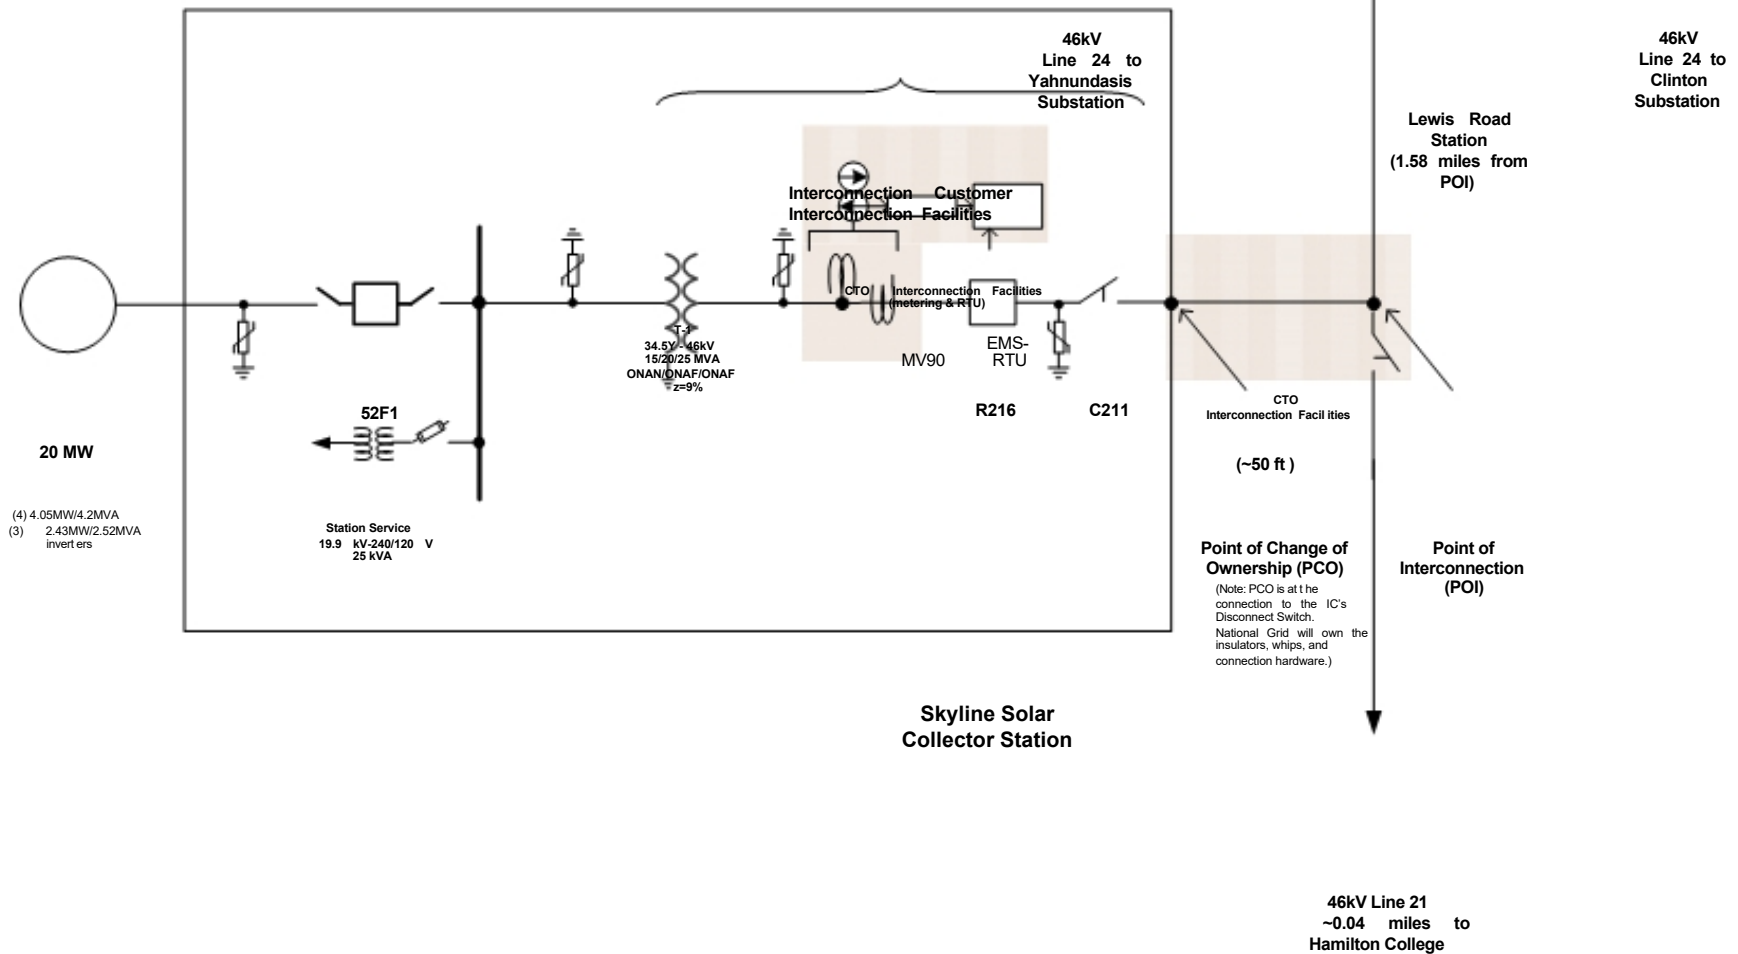 46kV
Line 24 to
Yahnundasis
Substation
46kV
Line 24 to
Clinton
Substation
Lewis Road
Station
(1.58 miles from
POI)
Interconnection Customer
Interconnection Facilities
CTO Interconnection Facilities
(metering & RTU)
T-1
34.5Y - 46kV
15/20/25 MVA
ONAN/ONAF/ONAF
z=9%
MV90
EMS-
RTU
R216
C211
CTO
Interconnection Facil ities
(~50 ft )
52F1
20 MW
(4) 4.05MW/4.2MVA
(3) 2.43MW/2.52MVA
invert ers
Station Service
19.9 kV-240/120 V
25 kVA
Point of Change of
Ownership (PCO)
(Note: PCO is at t he
connection to the IC's
Disconnect Switch.
National Grid will own the
insulators, whips, and
connection hardware.)
Point of
Interconnection
(POI)
Skyline Solar
Collector Station
46kV Line 21
~0.04 miles to
Hamilton College